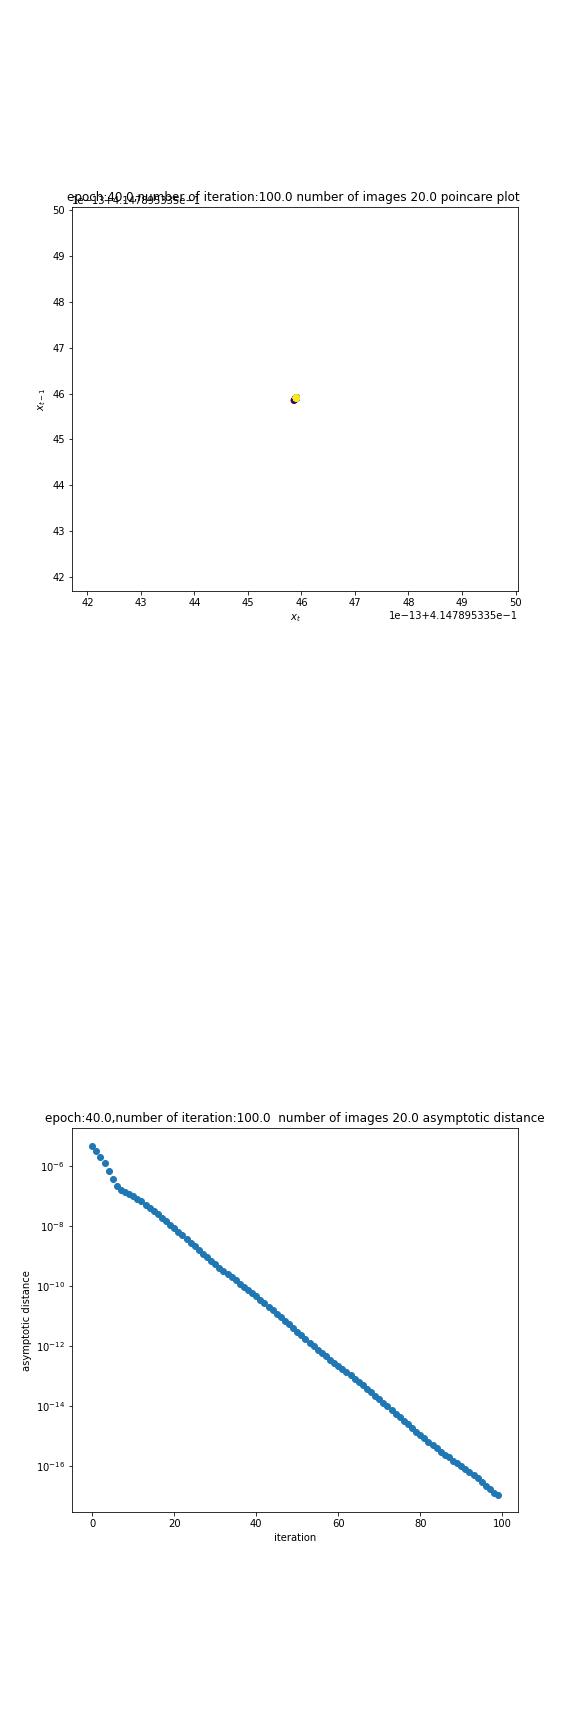 epoch:40.0,number of iteration:100.0 number of images 20.0 poincare plot
1e−13+4.147895335e−1
50
49
48
47
46
45
44
43
42
x_{t−1}
42 43 44 45 46 47 48 49 50
x_t
1e−13+4.147895335e−1
epoch:40.0,number of iteration:100.0 number of images 20.0 asymptotic distance
10^{−6}
10^{−8}
10^{−10}
10^{−12}
10^{−14}
10^{−16}
asymptotic distance
0 20 40 60 80 100
iteration